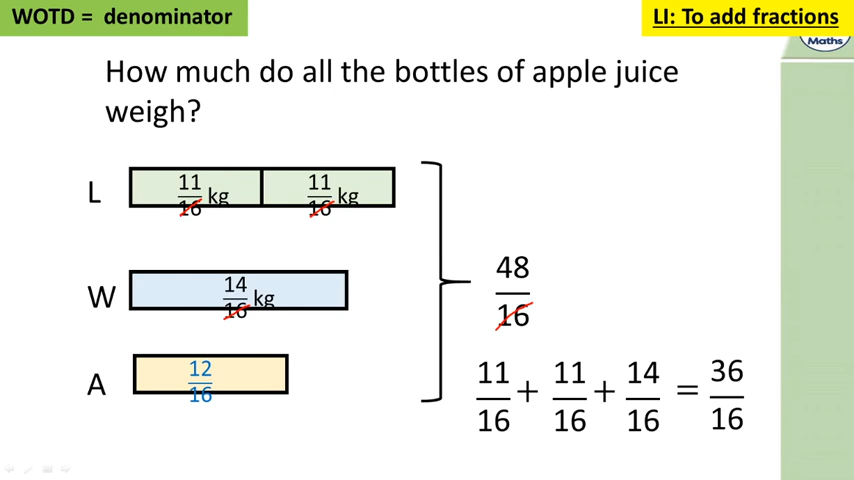 WOTD = denominator
LI: To add fractions
Maths
How much do all the bottles of apple juice
weigh?
L
11/16 kg
11/16 kg
W
14/16 kg
A
12/16
48/16
11/16 + 11/16 + 14/16 = 36/16